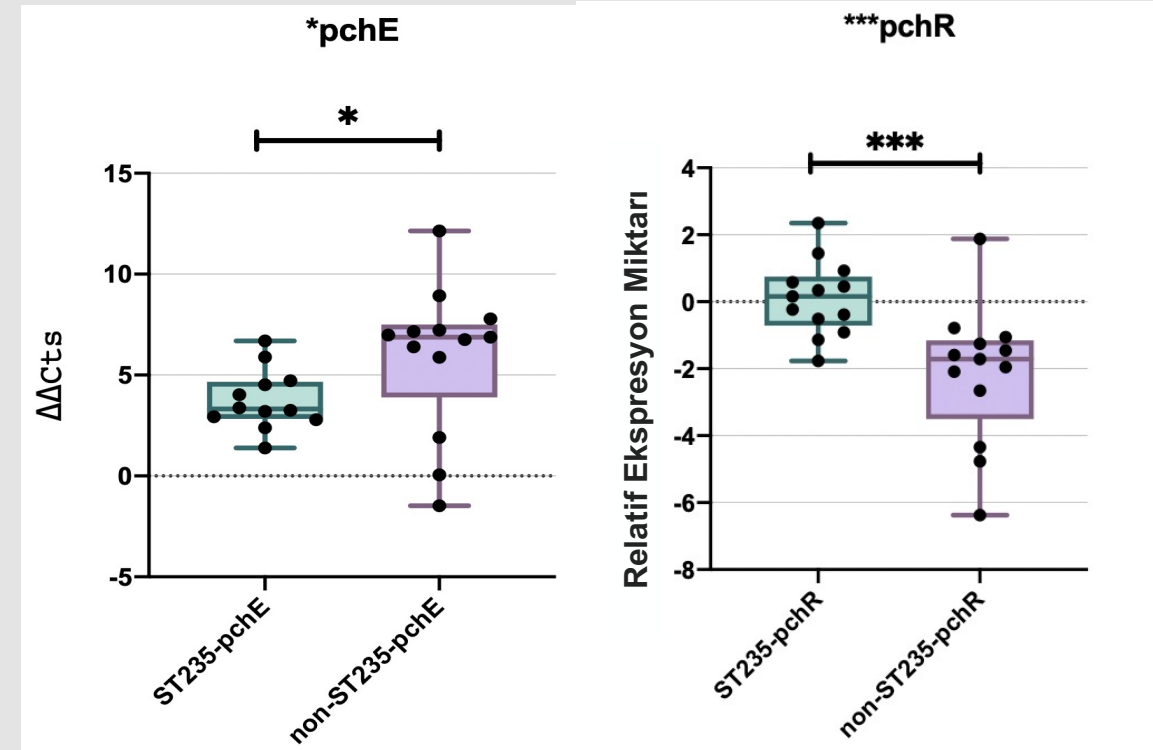 *pchE
*
15
10
5
0
-5
ΔΔCts
ST235-pchE
non-ST235-pchE
***pchR
***
4
2
0
-2
-4
-6
-8
Relatif Ekspresyon Miktarı
ST235-pchR
non-ST235-pchR